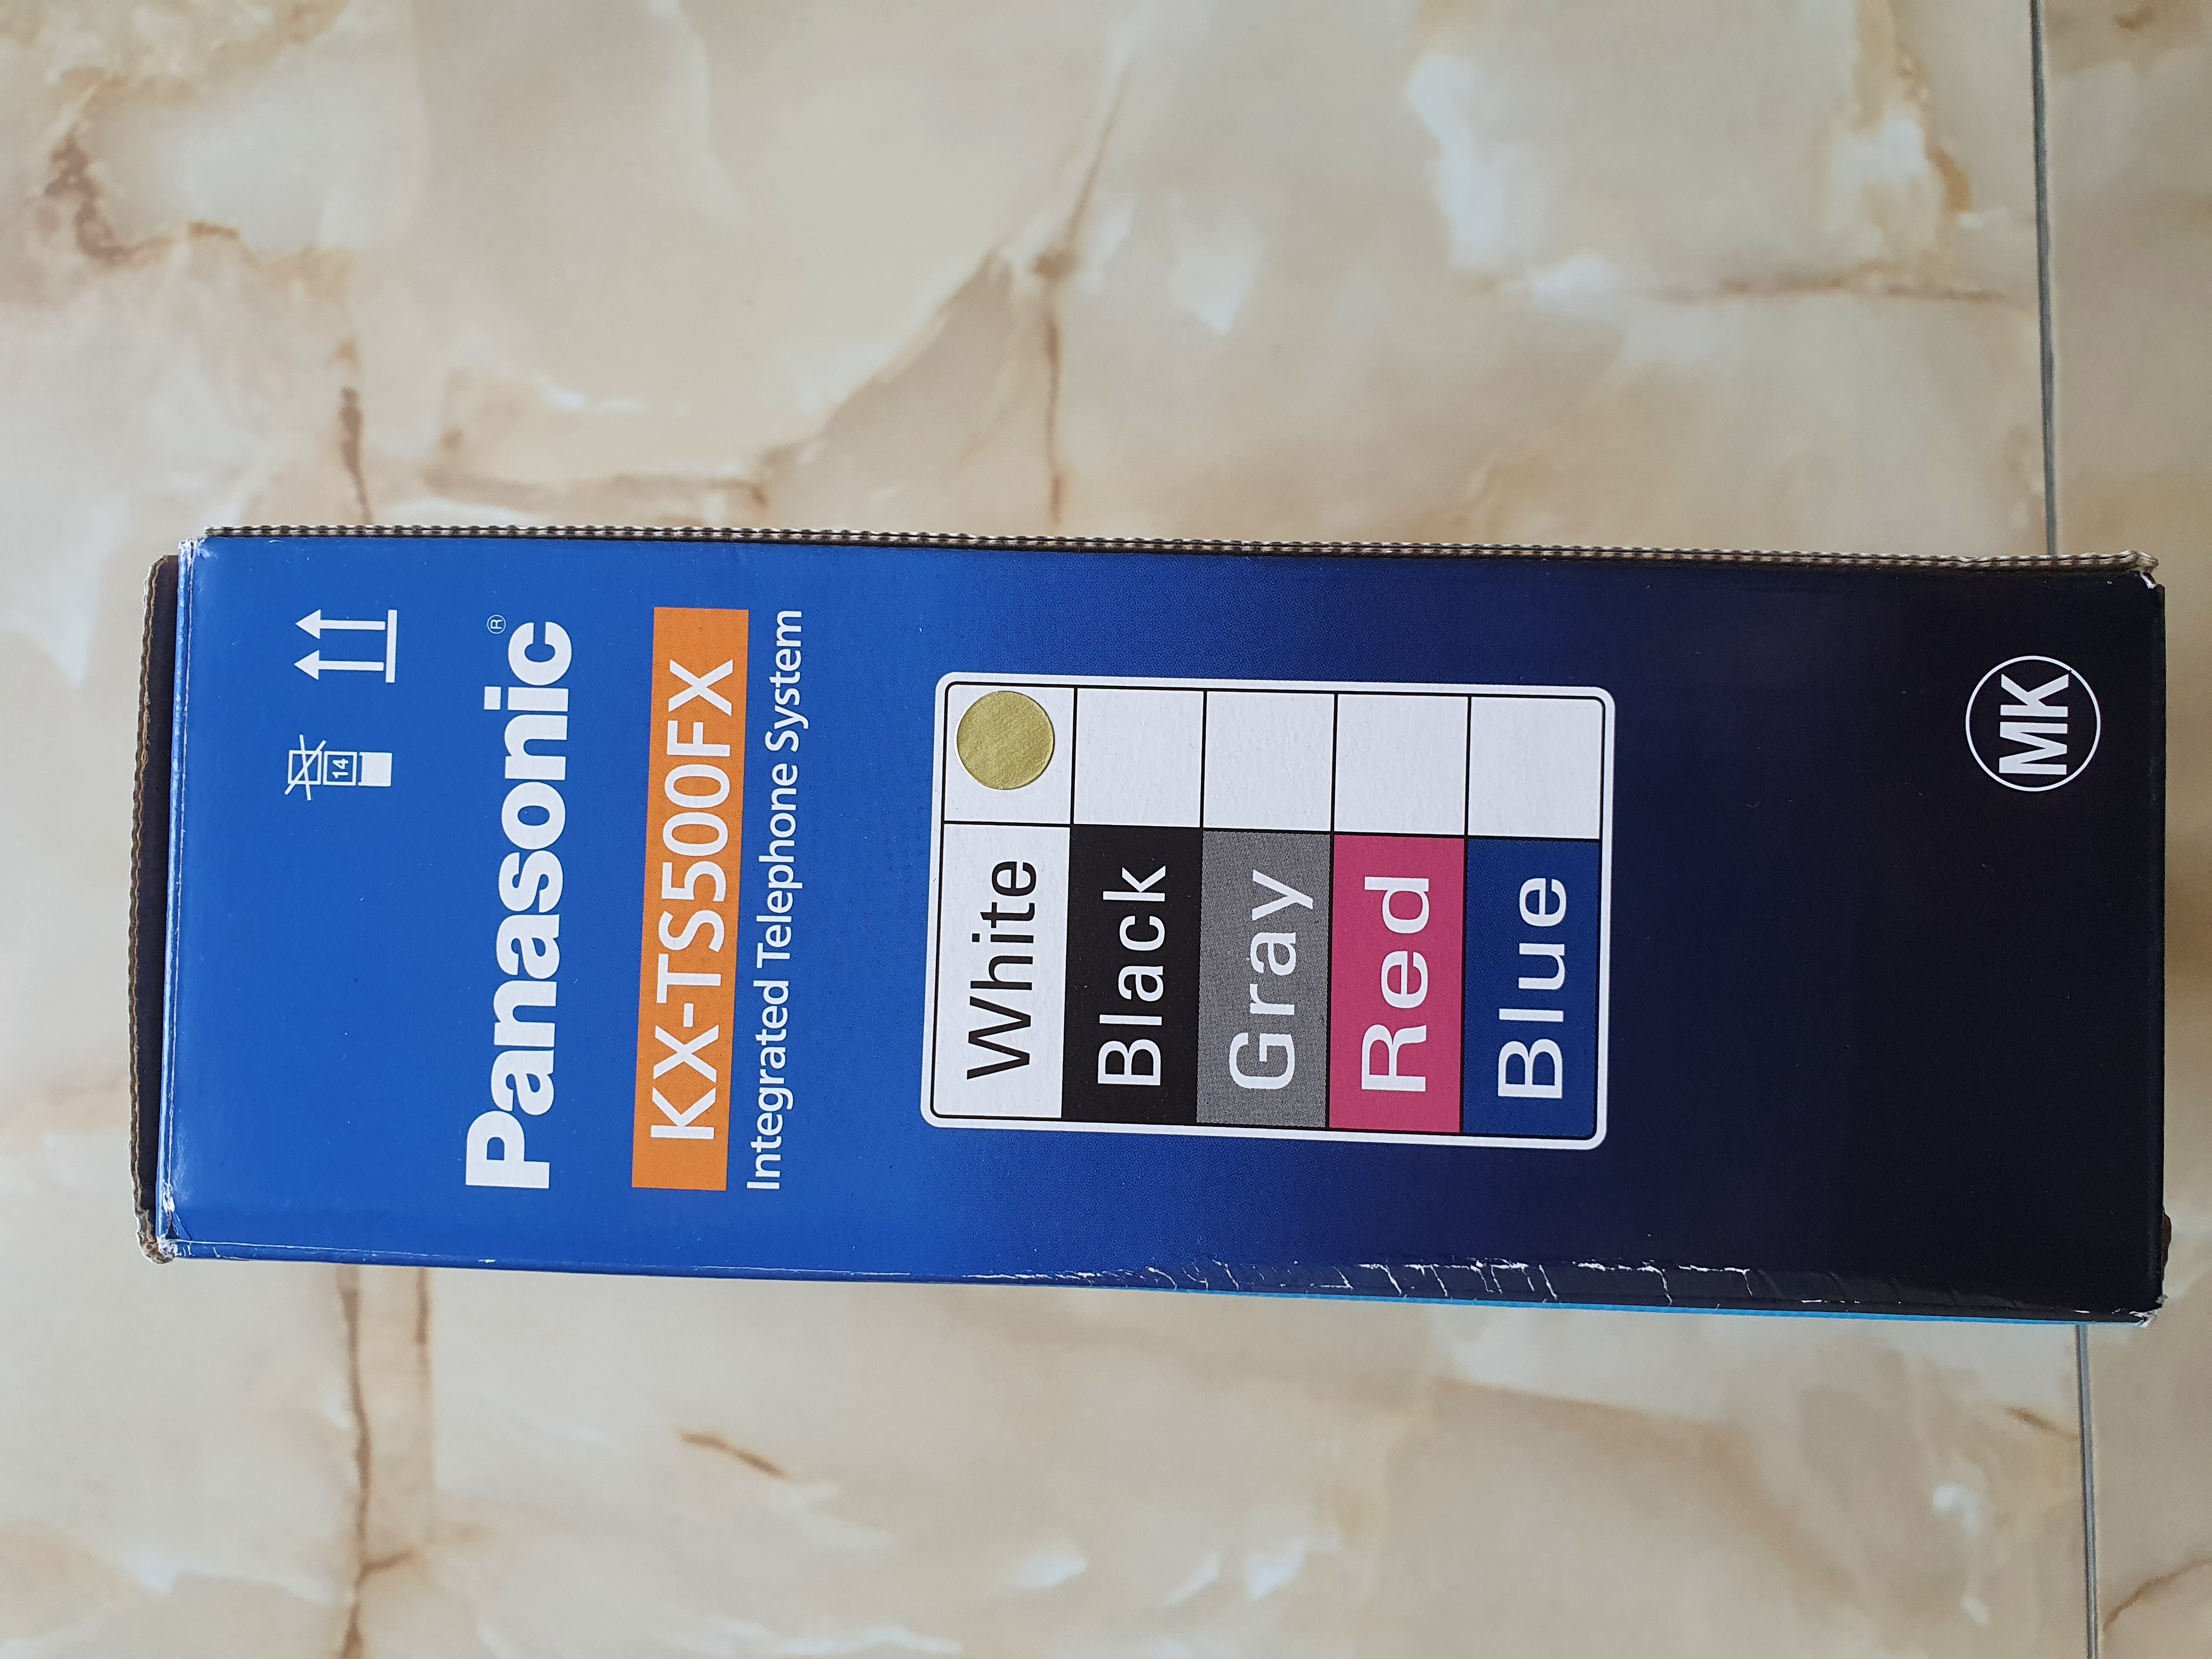 14
Panasonic®
KX-TS500FX
Integrated Telephone System
White
Black
Gray
Red
Blue
MK